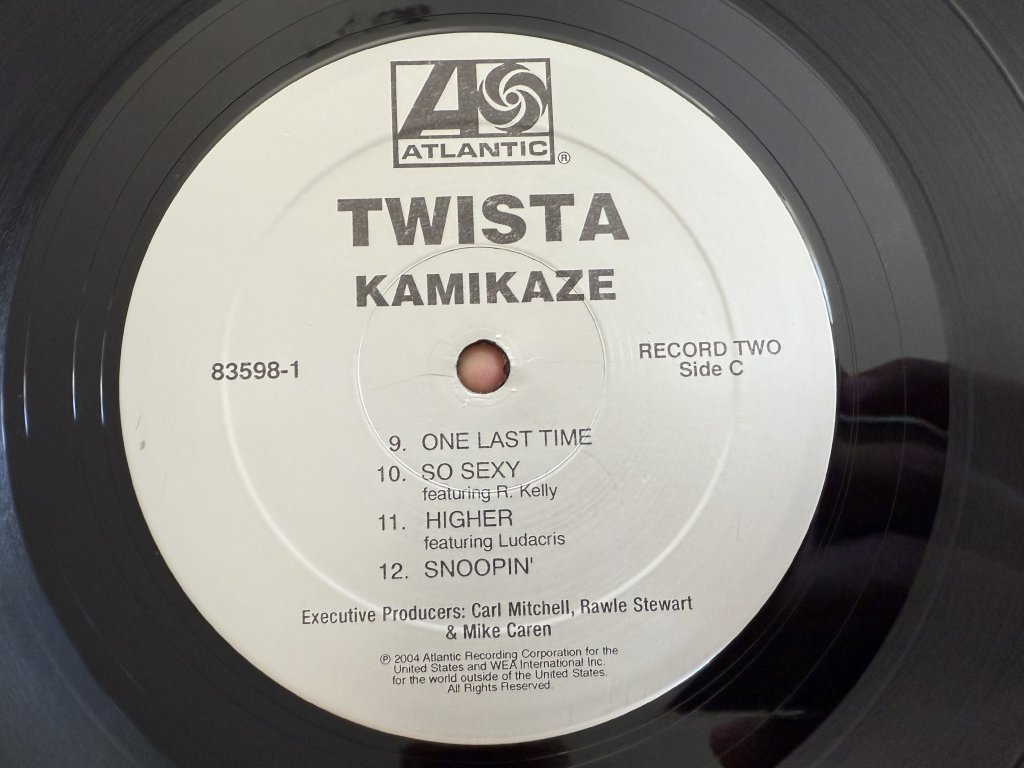 ATLANTIC ®
TWISTA
KAMIKAZE
83598-1
RECORD TWO
Side C
9. ONE LAST TIME
10. SO SEXY
featuring R. Kelly
11. HIGHER
featuring Ludacris
12. SNOOPIN'
Executive Producers: Carl Mitchell, Rawle Stewart
& Mike Caren
℗ 2004 Atlantic Recording Corporation for the
United States and WEA International Inc.
for the world outside of the United States.
All Rights Reserved.